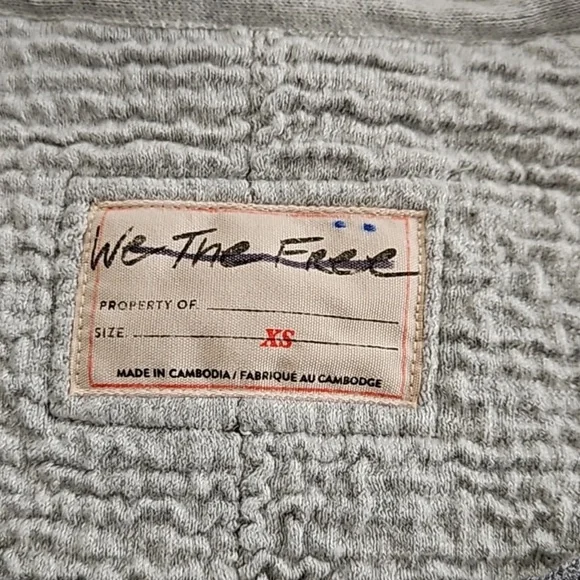 We The Free
PROPERTY OF
SIZE XS
MADE IN CAMBODIA / FABRIQUE AU CAMBODGE